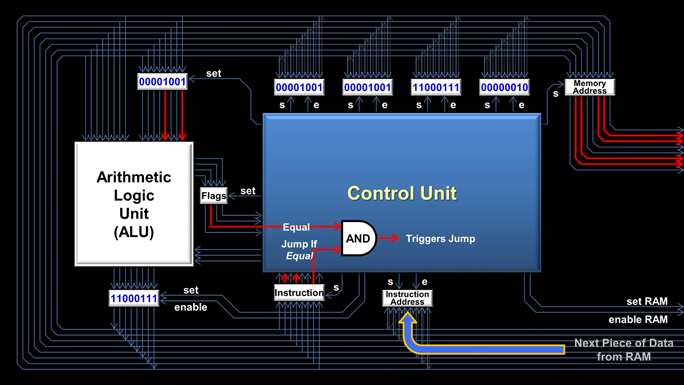 set
00001001
00001001
00001001
11000111
00000010
Memory
Address
s
e
s
e
s
e
s
e
s
Arithmetic
Logic
Unit
(ALU)
Flags
set
Control Unit
Equal
Jump If
Equal
AND
Triggers Jump
11000111
set
enable
Instruction
s
s
e
Instruction
Address
set RAM
enable RAM
Next Piece of Data
from RAM